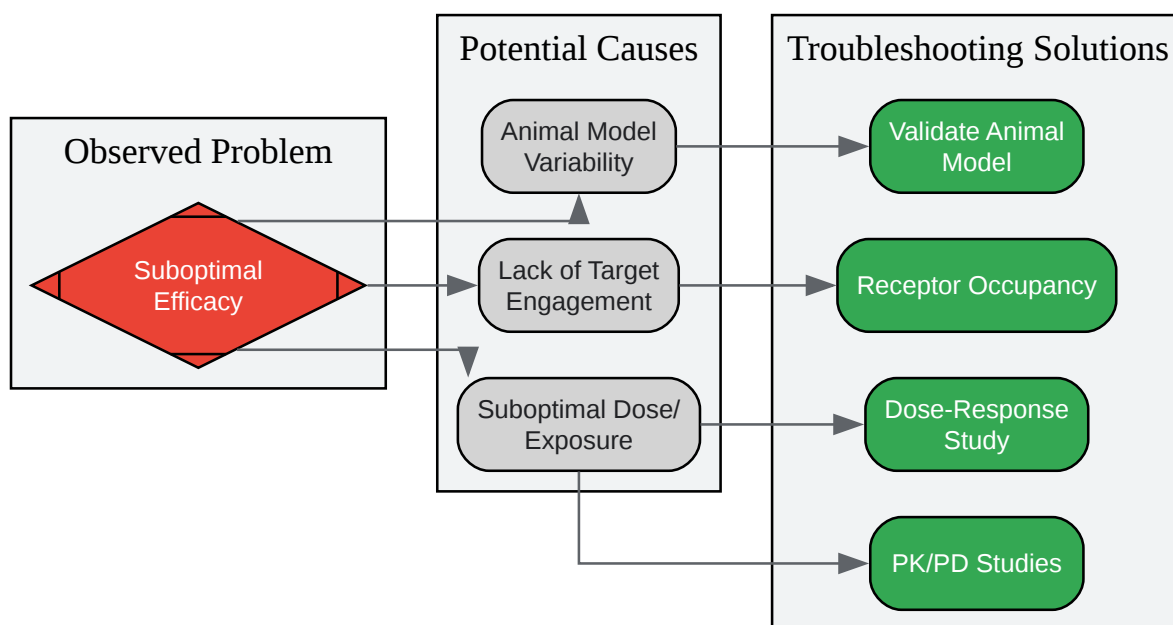 Observed Problem
Suboptimal
Efficacy
Potential Causes
Animal Model
Variability
Lack of Target
Engagement
Suboptimal Dose/
Exposure
Troubleshooting Solutions
Validate Animal
Model
Receptor Occupancy
Dose-Response
Study
PK/PD Studies